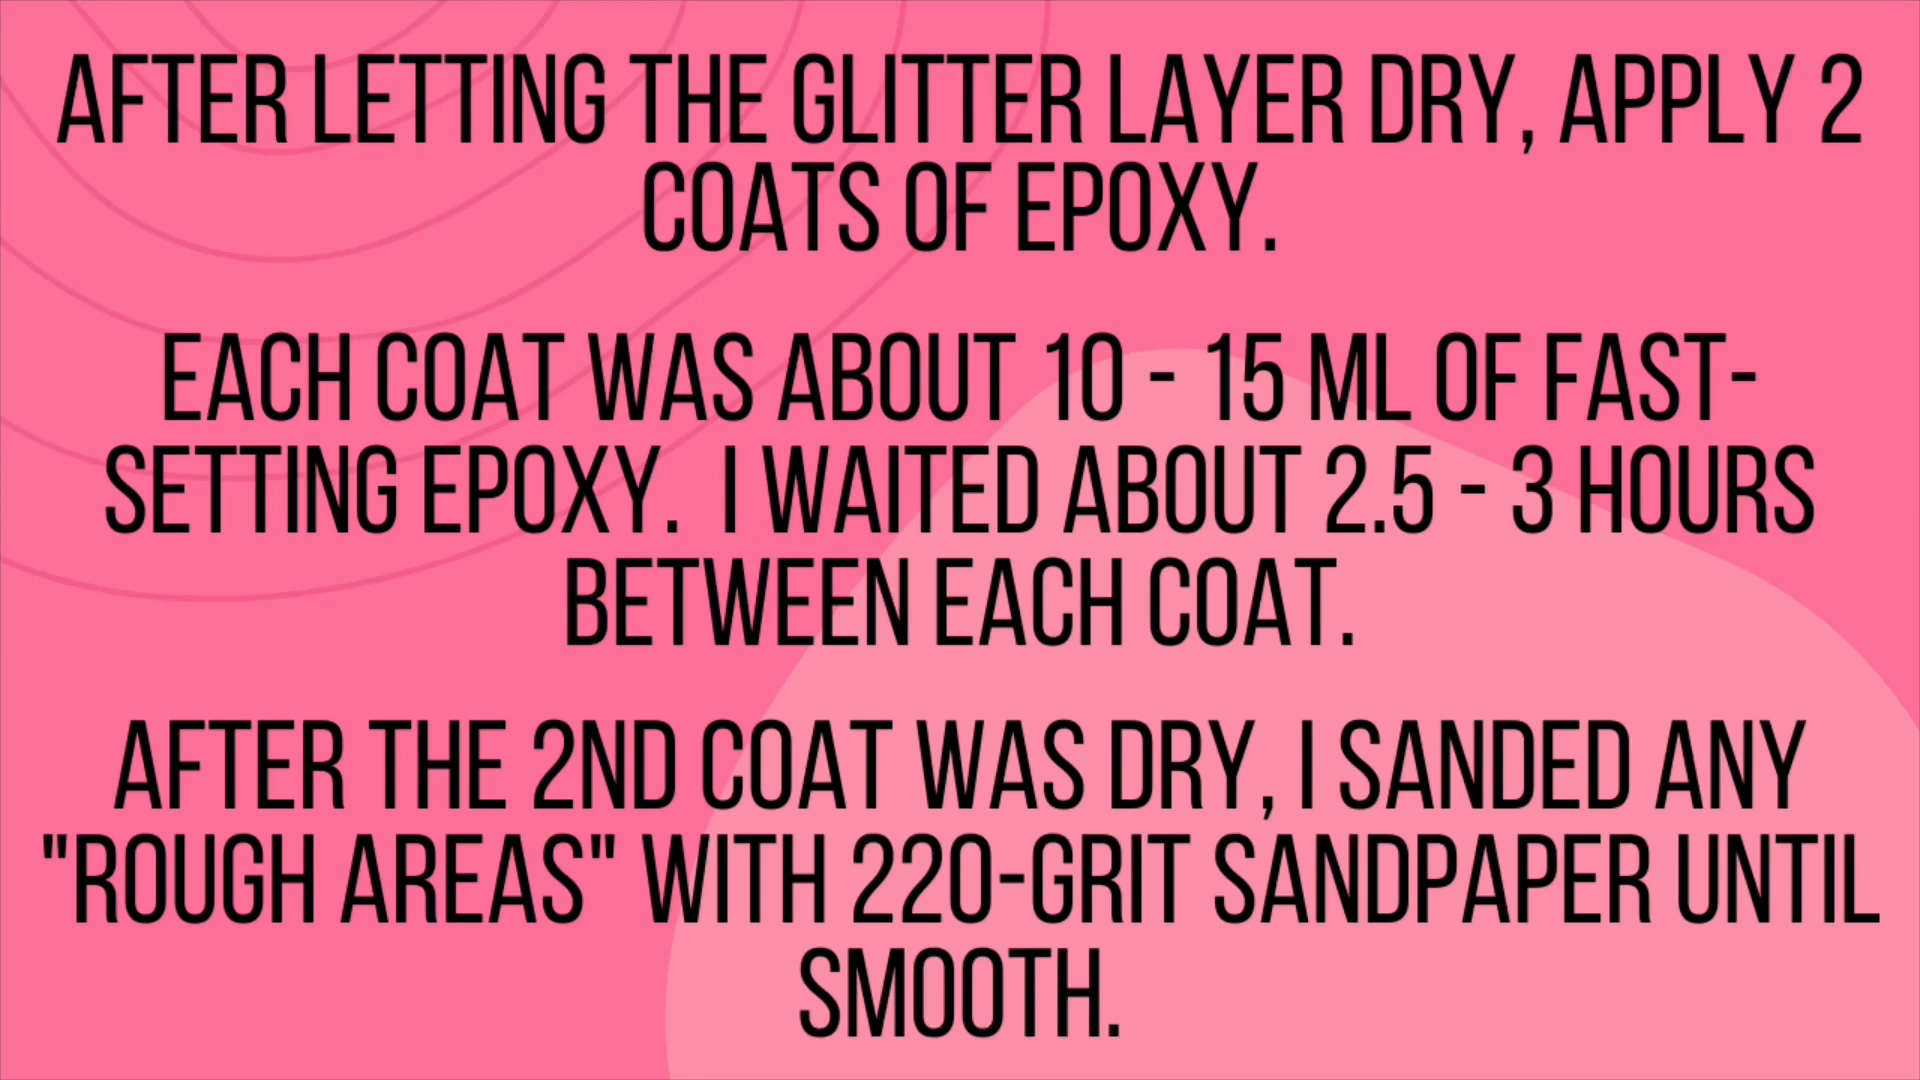 AFTER LETTING THE GLITTER LAYER DRY, APPLY 2
COATS OF EPOXY.
EACH COAT WAS ABOUT 10 - 15 ML OF FAST-
SETTING EPOXY. I WAITED ABOUT 2.5 - 3 HOURS
BETWEEN EACH COAT.
AFTER THE 2ND COAT WAS DRY, I SANDED ANY
"ROUGH AREAS" WITH 220-GRIT SANDPAPER UNTIL
SMOOTH.